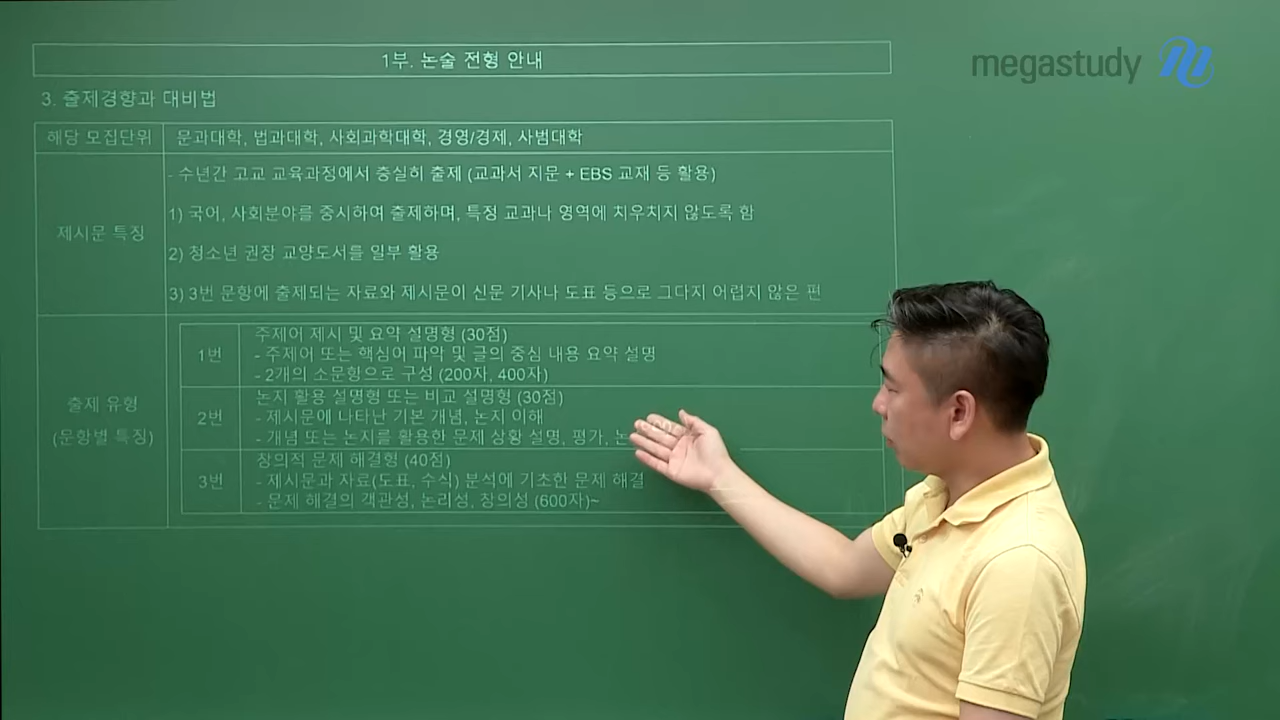 1부. 논술 전형 안내
megastudy
3. 출제경향과 대비법
해당 모집단위 문과대학, 법과대학, 사회과학대학, 경영/경제, 사범대학
제시문 특징
- 수년간 고교 교육과정에서 충실히 출제 (교과서 지문 + EBS 교재 등 활용)
1) 국어, 사회분야를 중시하여 출제하며, 특정 교과나 영역에 치우치지 않도록 함
2) 청소년 권장 교양도서를 일부 활용
3) 3번 문항에 출제되는 자료와 제시문이 신문 기사나 도표 등으로 그다지 어렵지 않은 편
출제 유형
(문항별 특징)
1번
주제어 제시 및 요약 설명형 (30점)
- 주제어 또는 핵심어 파악 및 글의 중심 내용 요약 설명
- 2개의 소문항으로 구성 (200자, 400자)
2번
논지 활용 설명형 또는 비교 설명형 (30점)
- 제시문에 나타난 기본 개념, 논지 이해
- 개념 또는 논지를 활용한 문제 상황 설명, 평가,
3번
창의적 문제 해결형 (40점)
- 제시문과 자료(도표, 수식) 분석에 기초한 문제 해결
- 문제 해결의 객관성, 논리성, 창의성 (600자)~